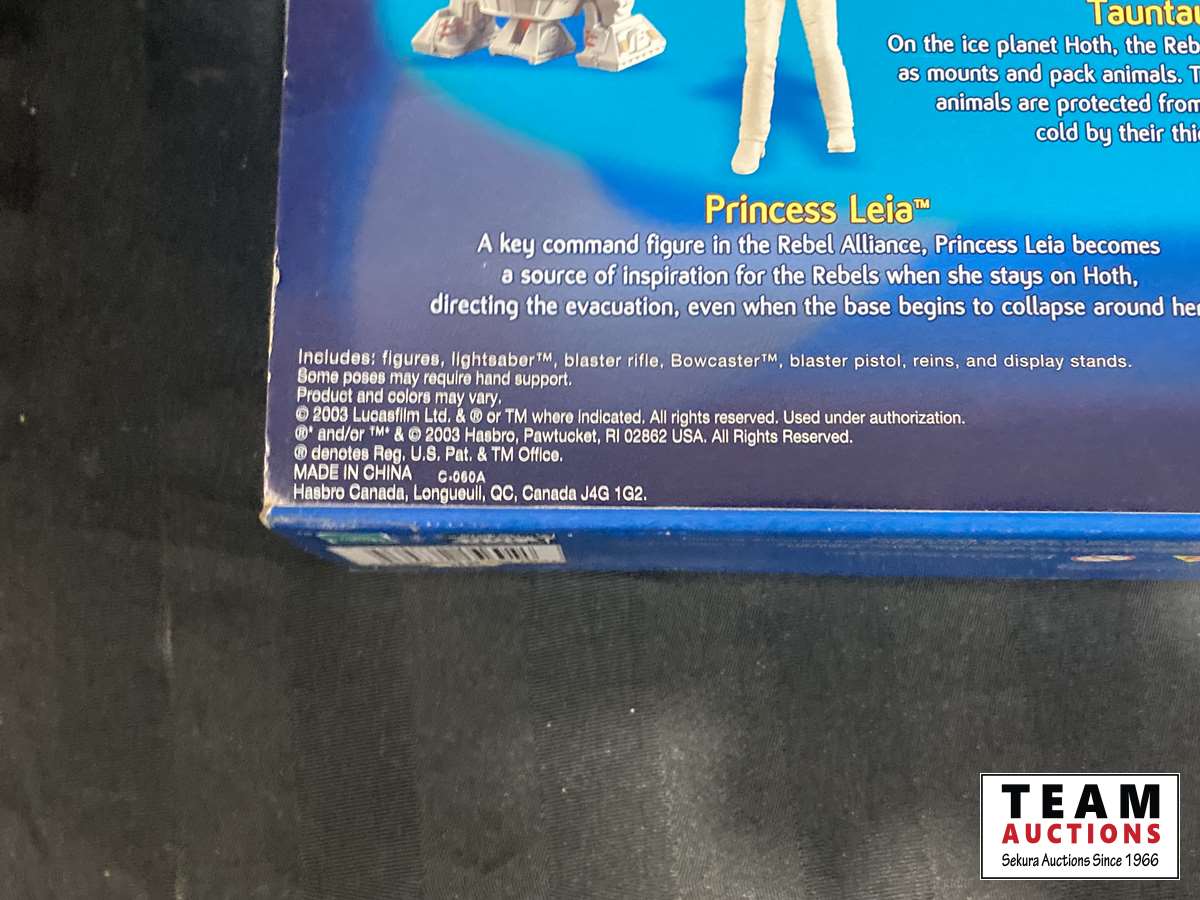 Tauntau
On the ice planet Hoth, the Reb
as mounts and pack animals. T
animals are protected from
cold by their thi
Princess Leia™
A key command figure in the Rebel Alliance, Princess Leia becomes
a source of inspiration for the Rebels when she stays on Hoth,
directing the evacuation, even when the base begins to collapse around her
Includes: figures, lightsaber™, blaster rifle, Bowcaster™, blaster pistol, reins, and display stands.
Some poses may require hand support.
Product and colors may vary.
© 2003 Lucasfilm Ltd. & ® or TM where indicated. All rights reserved. Used under authorization.
®* and/or ™* & © 2003 Hasbro, Pawtucket, RI 02862 USA. All Rights Reserved.
® denotes Reg. U.S. Pat. & TM Office.
MADE IN CHINA C-060A
Hasbro Canada, Longueuil, QC, Canada J4G 1G2.
TEAM
AUCTIONS
Sekura Auctions Since 1966